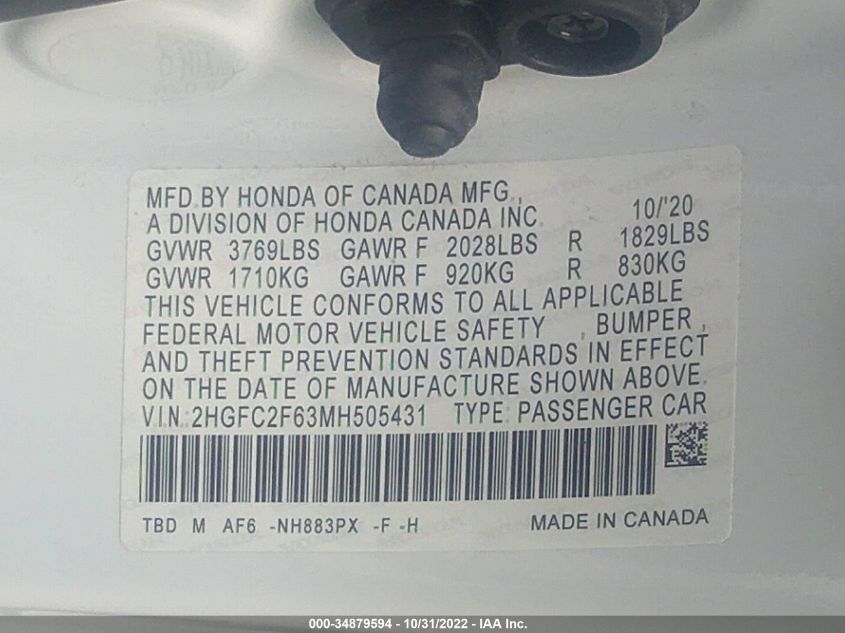 MFD.BY HONDA OF CANADA MFG.,
A DIVISION OF HONDA CANADA INC. 10/'20
GVWR 3769LBS GAWR F 2028LBS R 1829LBS
GVWR 1710KG GAWR F 920KG R 830KG
THIS VEHICLE CONFORMS TO ALL APPLICABLE
FEDERAL MOTOR VEHICLE SAFETY , BUMPER ,
AND THEFT PREVENTION STANDARDS IN EFFECT
ON THE DATE OF MANUFACTURE SHOWN ABOVE.
V.I.N.:2HGFC2F63MH505431 TYPE: PASSENGER CAR
TBD M AF6 -NH883PX -F -H MADE IN CANADA
000-34879594 - 10/31/2022 - IAA Inc.